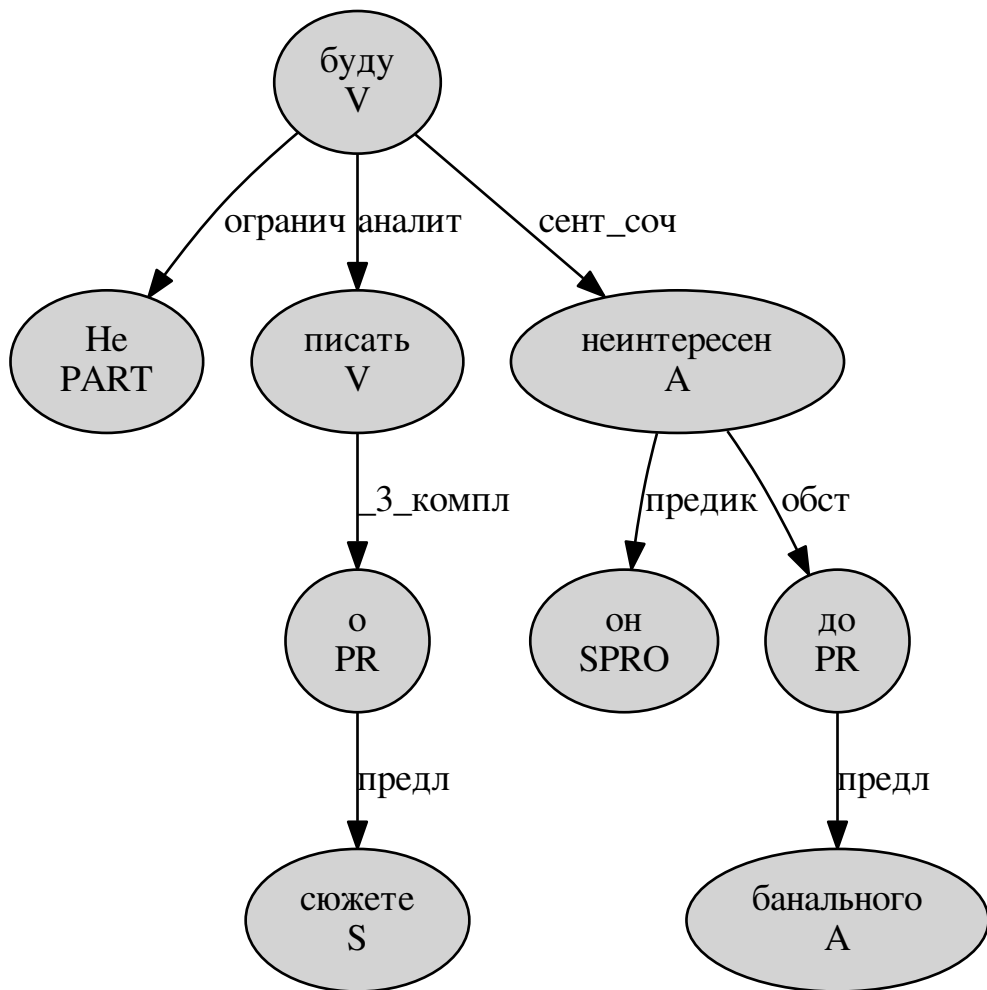 буду
V
огранич
аналит
сент_соч
Не
PART
писать
V
неинтересен
A
_3_компл
предик
обст
о
PR
он
SPRO
до
PR
предл
предл
сюжете
S
банального
A